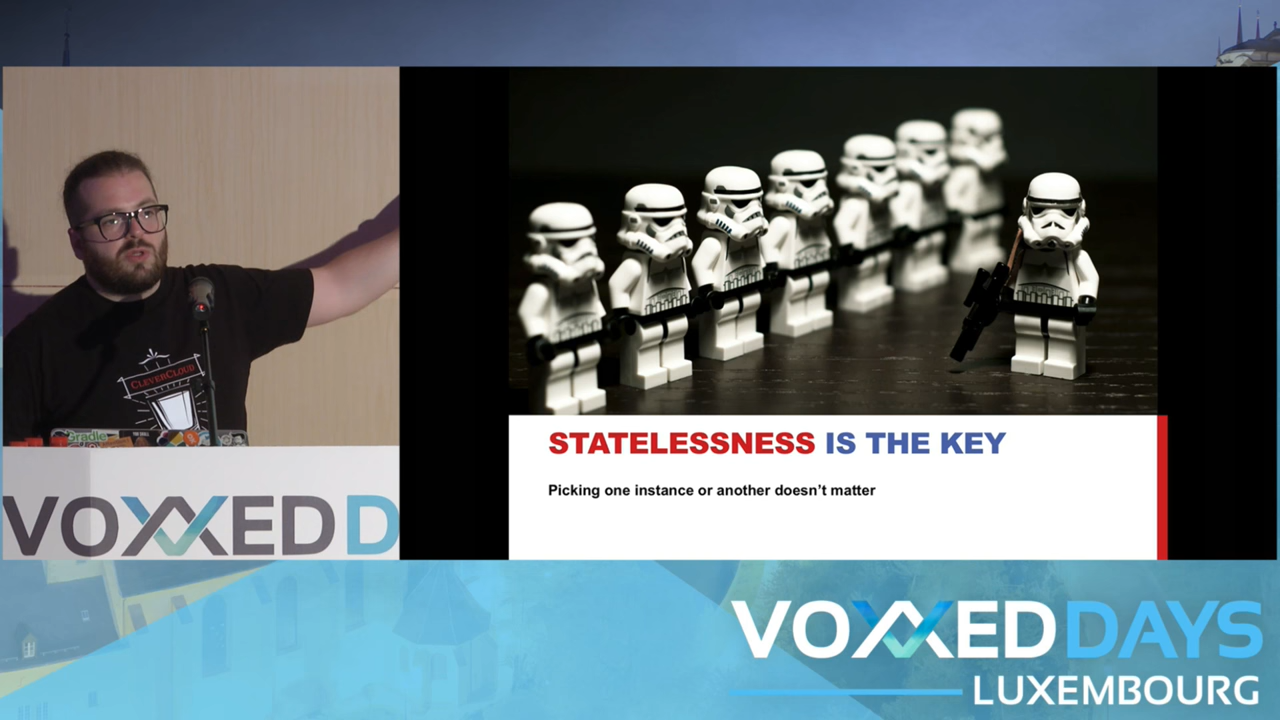 CLEVERCLOUD
Gradle
VOXXED D
STATELESSNESS IS THE KEY
Picking one instance or another doesn't matter
VOXXED DAYS
LUXEMBOURG